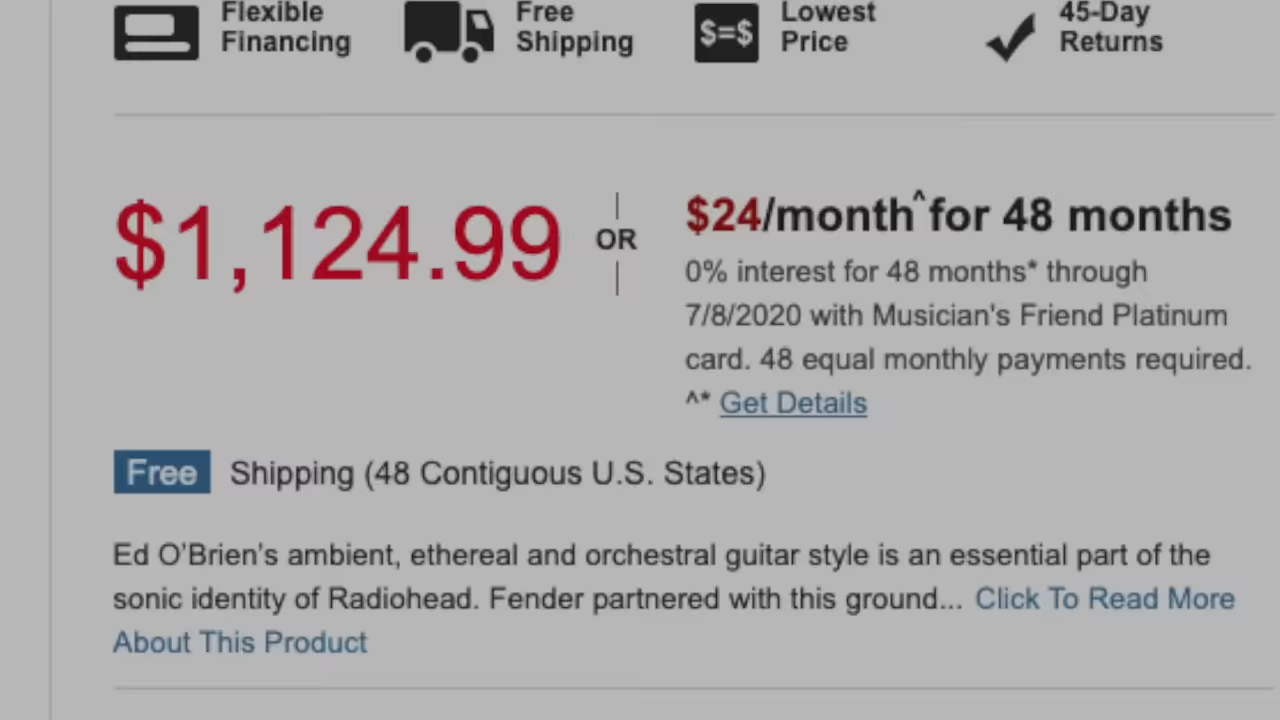 Flexible
Financing
Free
Shipping
$=$
Lowest
Price
45-Day
Returns
$1,124.99
OR
$24/month^for 48 months
0% interest for 48 months* through
7/8/2020 with Musician's Friend Platinum
card. 48 equal monthly payments required.
^* Get Details
Free Shipping (48 Contiguous U.S. States)
Ed O’Brien’s ambient, ethereal and orchestral guitar style is an essential part of the
sonic identity of Radiohead. Fender partnered with this ground... Click To Read More
About This Product